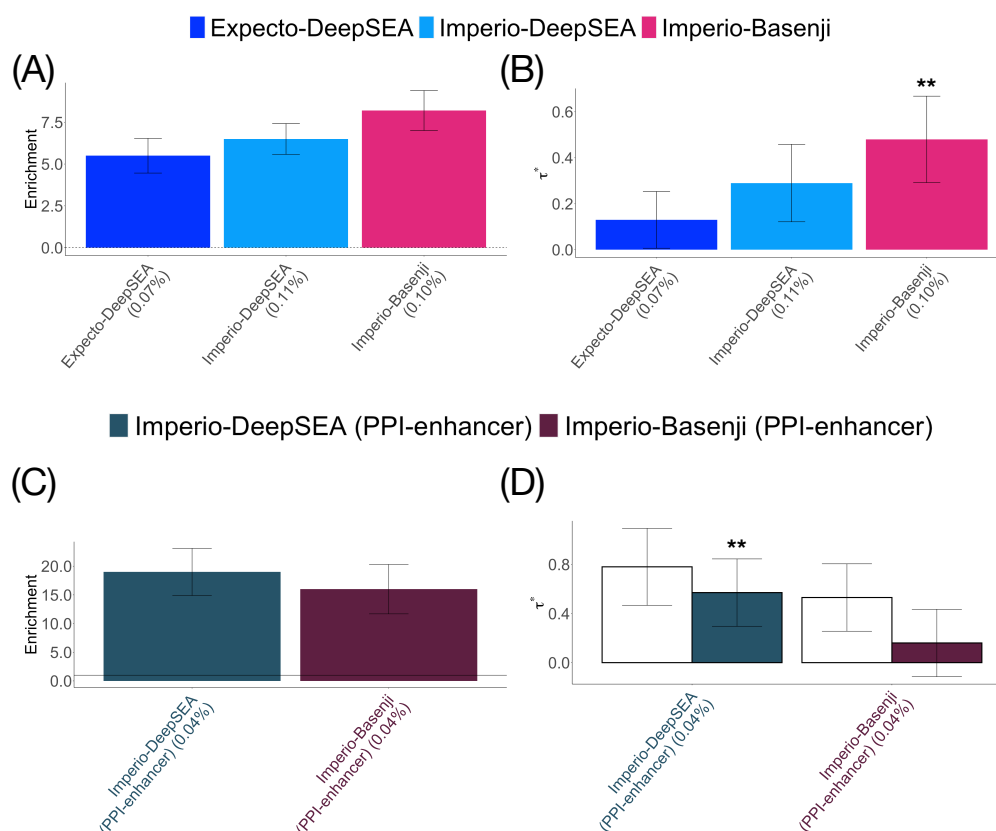 Expecto-DeepSEA Imperio-DeepSEA Imperio-Basenji
(A)
Enrichment
7.5
5.0
2.5
0.0
Expecto-DeepSEA
(0.07%)
Imperio-DeepSEA
(0.11%)
Imperio-Basenji
(0.10%)
(B)
τ*
0.6
0.4
0.2
0.0
**
Expecto-DeepSEA
(0.07%)
Imperio-DeepSEA
(0.11%)
Imperio-Basenji
(0.10%)
Imperio-DeepSEA (PPI-enhancer) Imperio-Basenji (PPI-enhancer)
(C)
Enrichment
20.0
15.0
10.0
5.0
0.0
Imperio-DeepSEA
(PPI-enhancer) (0.04%)
Imperio-Basenji
(PPI-enhancer) (0.04%)
(D)
τ*
0.8
0.4
0.0
**
Imperio-DeepSEA
(PPI-enhancer) (0.04%)
Imperio-Basenji
(PPI-enhancer) (0.04%)